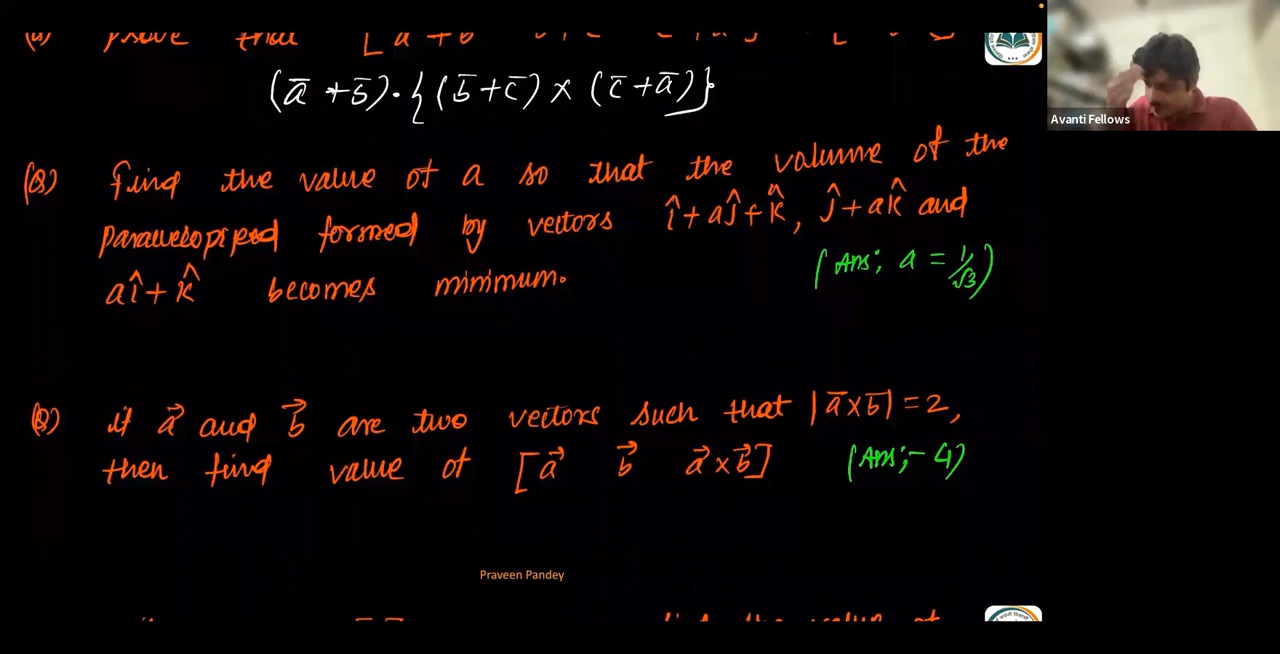 prove that
(a̅ + b̅) · {(b̅ + c̅) × (c̅ + a̅)}
Avanti Fellows
(Q) Find the value of a so that the volume of the
parallelopiped formed by vectors î + aĵ + k̂, ĵ + ak̂ and
aî + k̂ becomes minimum.
(Ans; a = 1/√3)
(Q) if a⃗ and b⃗ are two vectors such that |a̅ × b̅| = 2,
then find value of [a⃗ b⃗ a⃗ × b⃗]
(Ans; - 4)
Praveen Pandey